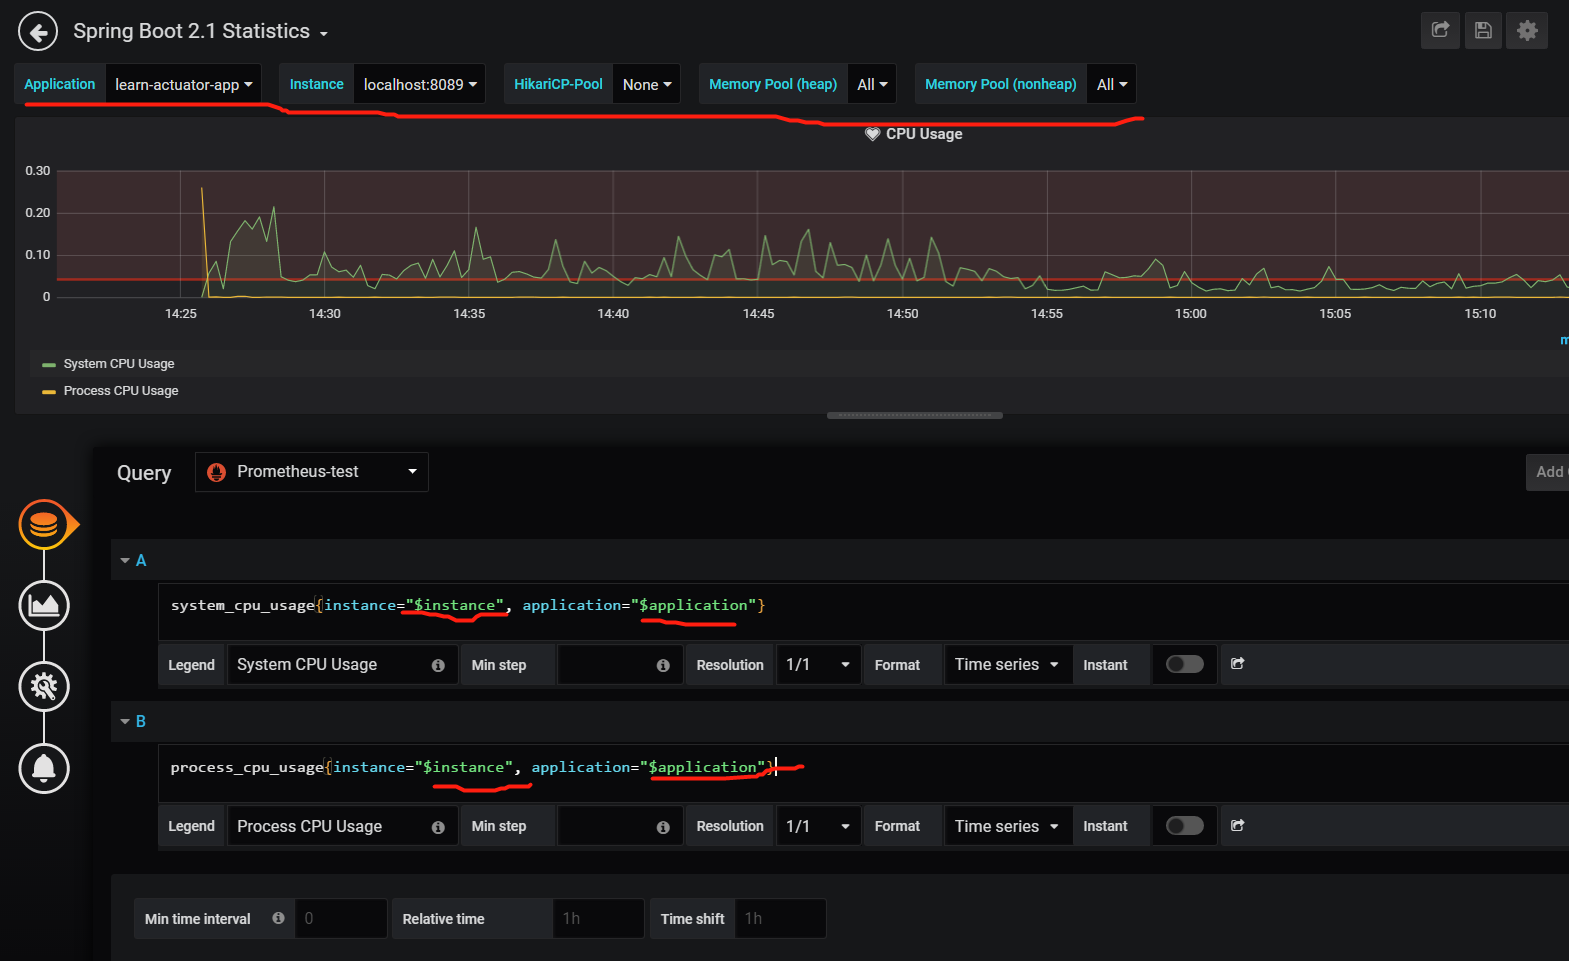 Spring Boot 2.1 Statistics
Application learn-actuator-app Instance localhost:8089 HikariCP-Pool None Memory Pool (heap) All Memory Pool (nonheap) All
CPU Usage
0.30
0.20
0.10
0
14:25 14:30 14:35 14:40 14:45 14:50 14:55 15:00 15:05 15:10
m
System CPU Usage
Process CPU Usage
Query Prometheus-test Add
A
system_cpu_usage{instance="$instance", application="$application"}
Legend System CPU Usage Min step Resolution 1/1 Format Time series Instant
B
process_cpu_usage{instance="$instance", application="$application"}
Legend Process CPU Usage Min step Resolution 1/1 Format Time series Instant
Min time interval 0 Relative time 1h Time shift 1h